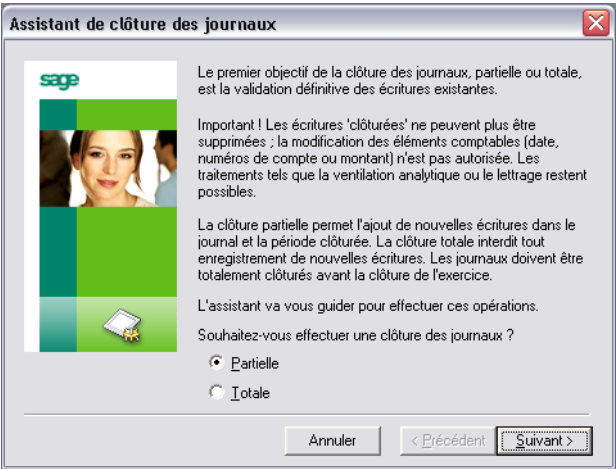 Assistant de clôture des journaux
sage
Le premier objectif de la clôture des journaux, partielle ou totale,
est la validation définitive des écritures existantes.
Important ! Les écritures 'clôturées' ne peuvent plus être
supprimées ; la modification des éléments comptables (date,
numéros de compte ou montant) n'est pas autorisée. Les
traitements tels que la ventilation analytique ou le lettrage restent
possibles.
La clôture partielle permet l'ajout de nouvelles écritures dans le
journal et la période clôturée. La clôture totale interdit tout
enregistrement de nouvelles écritures. Les journaux doivent être
totalement clôturés avant la clôture de l'exercice.
L'assistant va vous guider pour effectuer ces opérations.
Souhaitez-vous effectuer une clôture des journaux ?
Partielle
Totale
Annuler
< Précédent
Suivant >